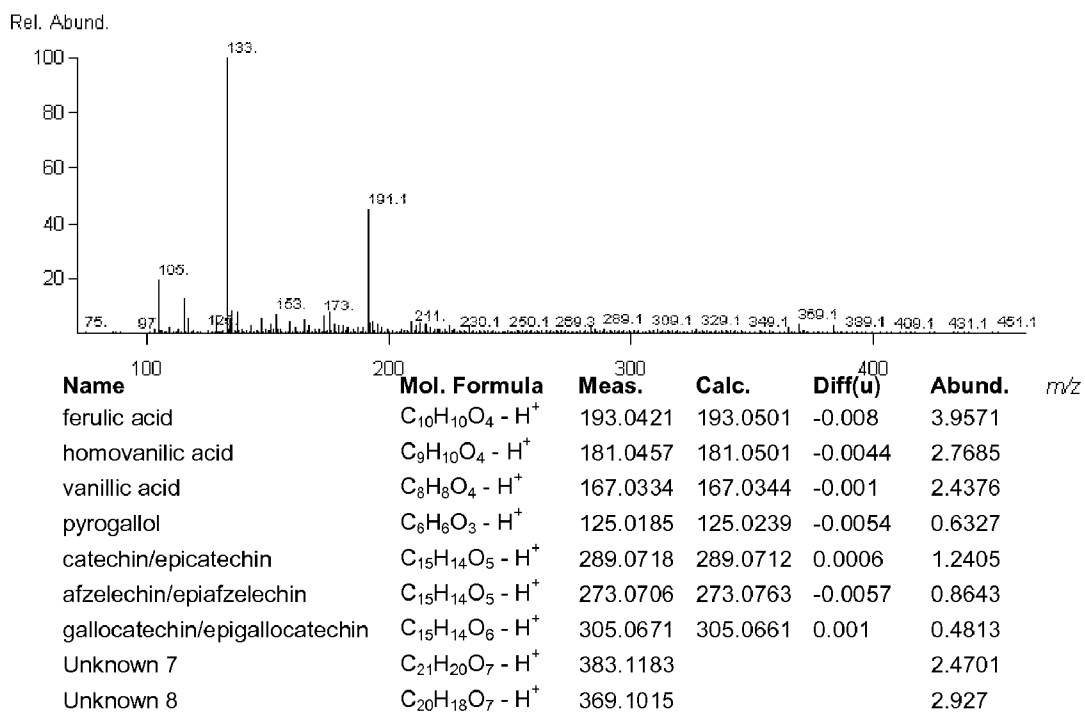 Rel. Abund.
100
80
60
40
20
133.
191.1
105.
75.
97.
153.
173.
211.
239.1
250.1
269.3
289.1
309.1
329.1
349.1
369.1
389.1
409.1
431.1
451.1
100 200 300 400
Name Mol. Formula Meas. Calc. Diff(u) Abund. m/z
ferulic acid C₁₀H₁₀O₄ - H⁺ 193.0421 193.0501 -0.008 3.9571
homovanilic acid C₉H₁₀O₄ - H⁺ 181.0457 181.0501 -0.0044 2.7685
vanillic acid C₈H₈O₄ - H⁺ 167.0334 167.0344 -0.001 2.4376
pyrogallol C₆H₆O₃ - H⁺ 125.0185 125.0239 -0.0054 0.6327
catechin/epicatechin C₁₅H₁₄O₅ - H⁺ 289.0718 289.0712 0.0006 1.2405
afzelechin/epiafzelechin C₁₅H₁₄O₅ - H⁺ 273.0706 273.0763 -0.0057 0.8643
gallocatechin/epigallocatechin C₁₅H₁₄O₆ - H⁺ 305.0671 305.0661 0.001 0.4813
Unknown 7 C₂₁H₂₀O₇ - H⁺ 383.1183 2.4701
Unknown 8 C₂₀H₁₈O₇ - H⁺ 369.1015 2.927